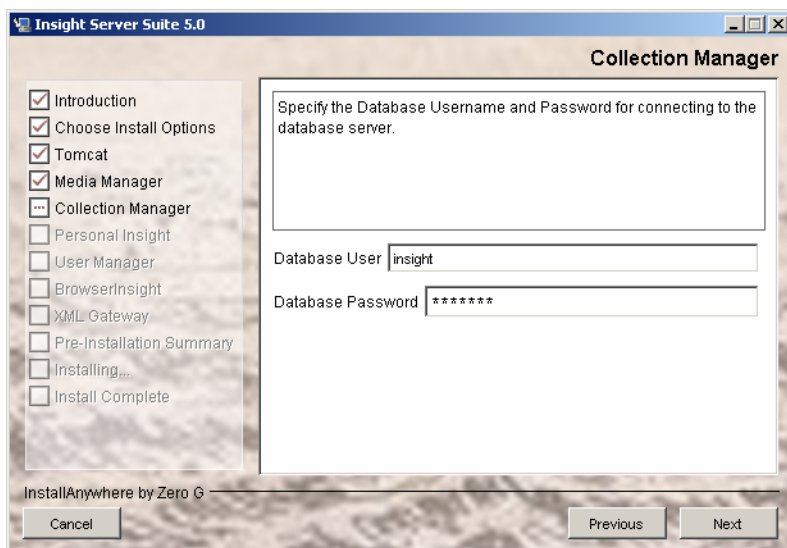 Insight Server Suite 5.0
Collection Manager
Introduction
Choose Install Options
Tomcat
Media Manager
Collection Manager
Personal Insight
User Manager
BrowserInsight
XML Gateway
Pre-Installation Summary
Installing...
Install Complete
Specify the Database Username and Password for connecting to the
database server.
Database User insight
Database Password *******
InstallAnywhere by Zero G
Cancel Previous Next